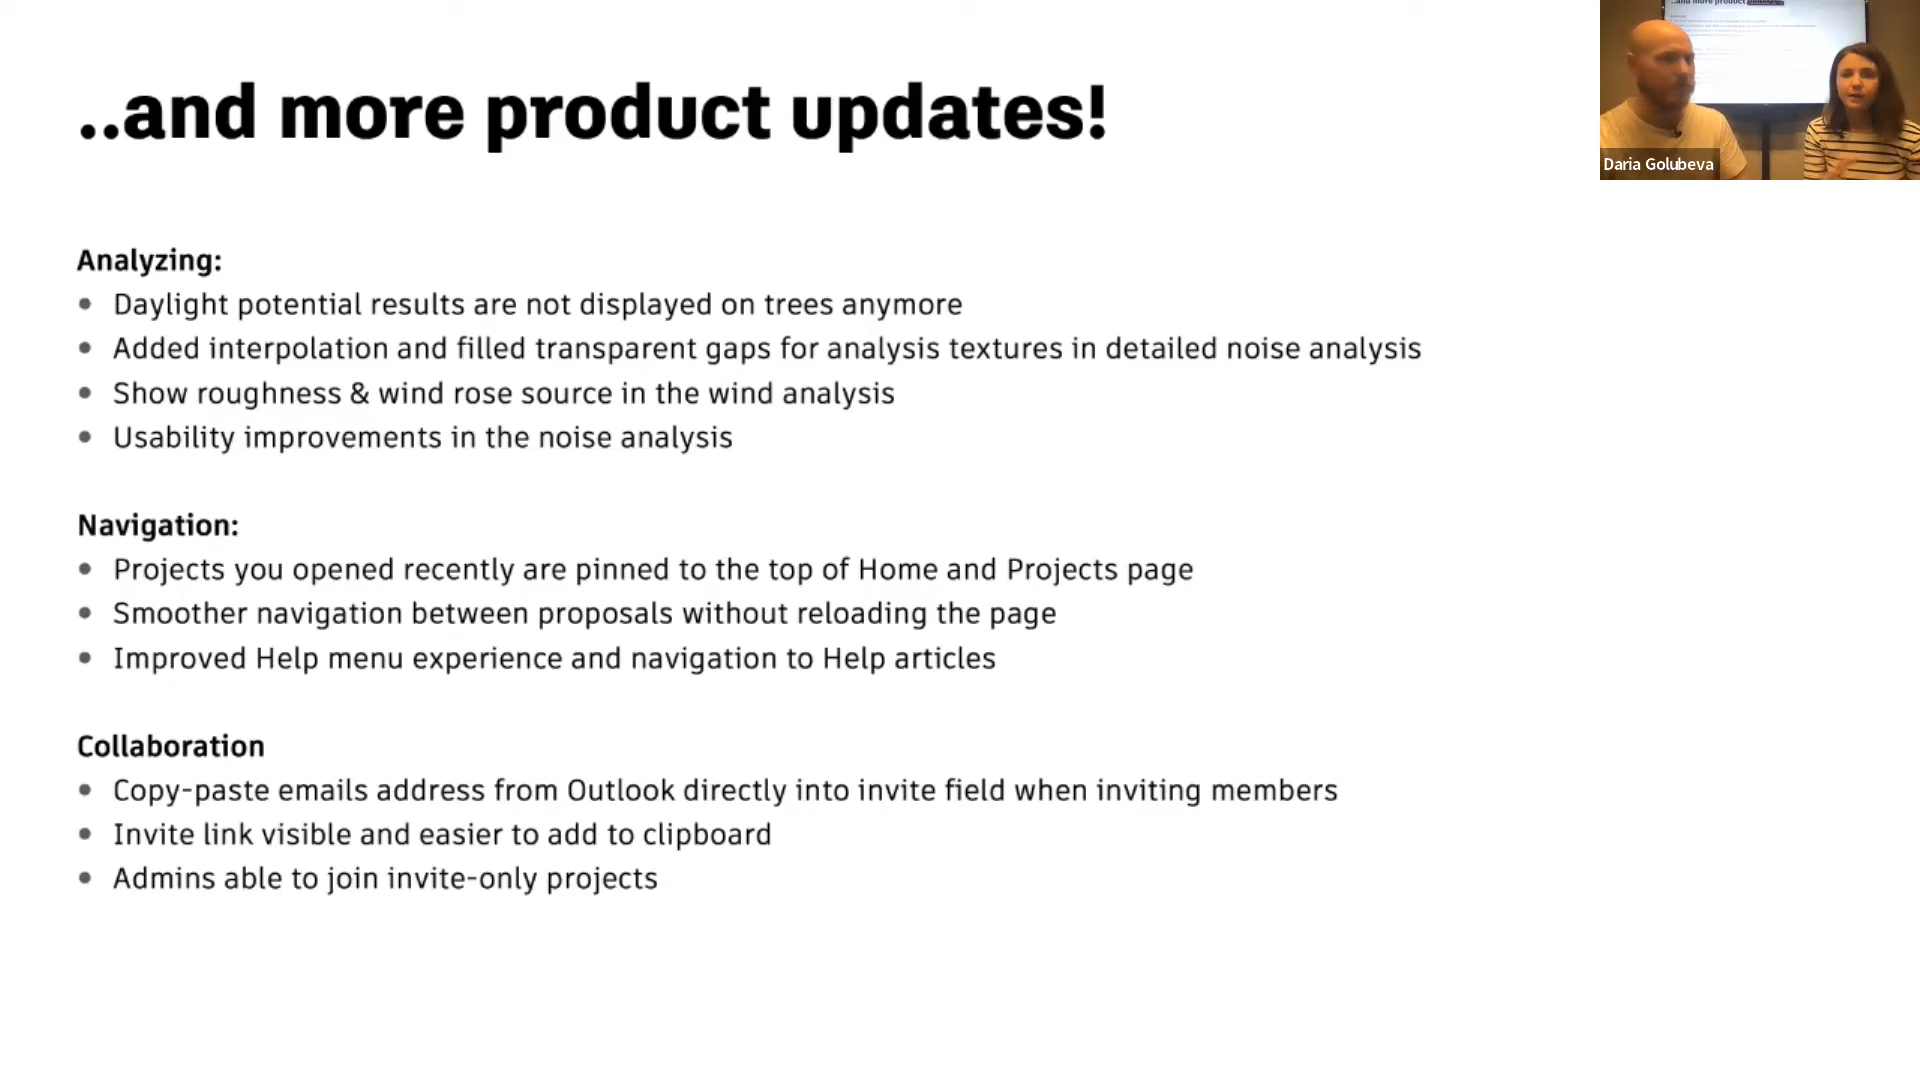 ..and more product updates!
Daria Golubeva
Analyzing:
• Daylight potential results are not displayed on trees anymore
• Added interpolation and filled transparent gaps for analysis textures in detailed noise analysis
• Show roughness & wind rose source in the wind analysis
• Usability improvements in the noise analysis
Navigation:
• Projects you opened recently are pinned to the top of Home and Projects page
• Smoother navigation between proposals without reloading the page
• Improved Help menu experience and navigation to Help articles
Collaboration
• Copy-paste emails address from Outlook directly into invite field when inviting members
• Invite link visible and easier to add to clipboard
• Admins able to join invite-only projects